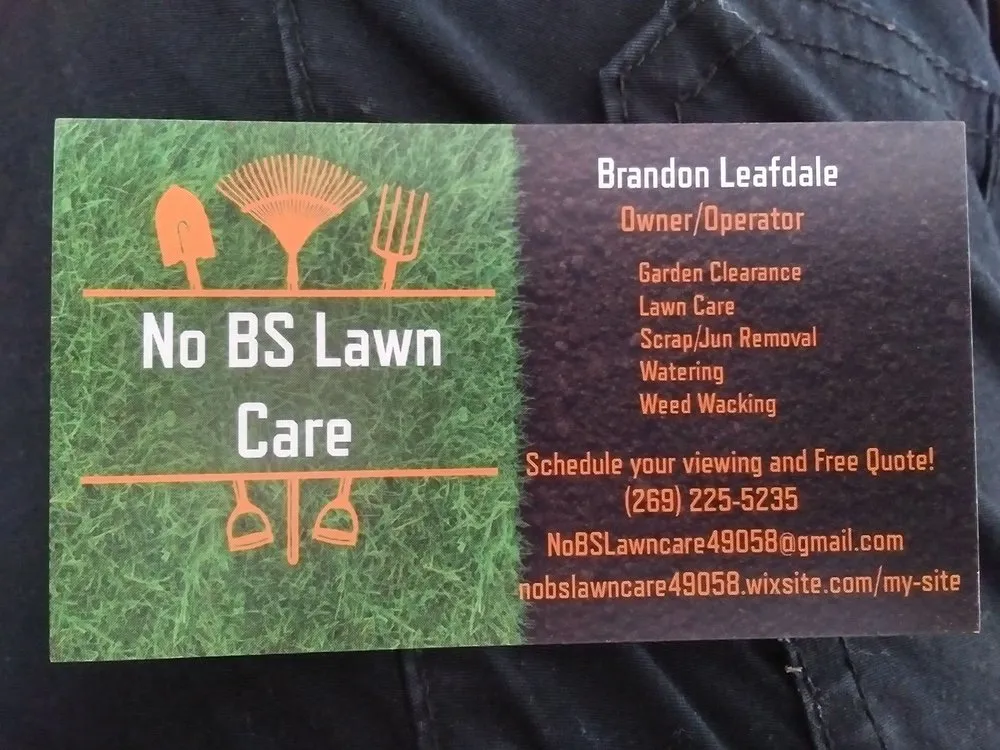 No BS Lawn
Care
Brandon Leafdale
Owner/Operator
Garden Clearance
Lawn Care
Scrap/Jun Removal
Watering
Weed Wacking
Schedule your viewing and Free Quote!
(269) 225-5235
NoBSLawncare49058@gmail.com
nobslawncare49058.wixsite.com/my-site